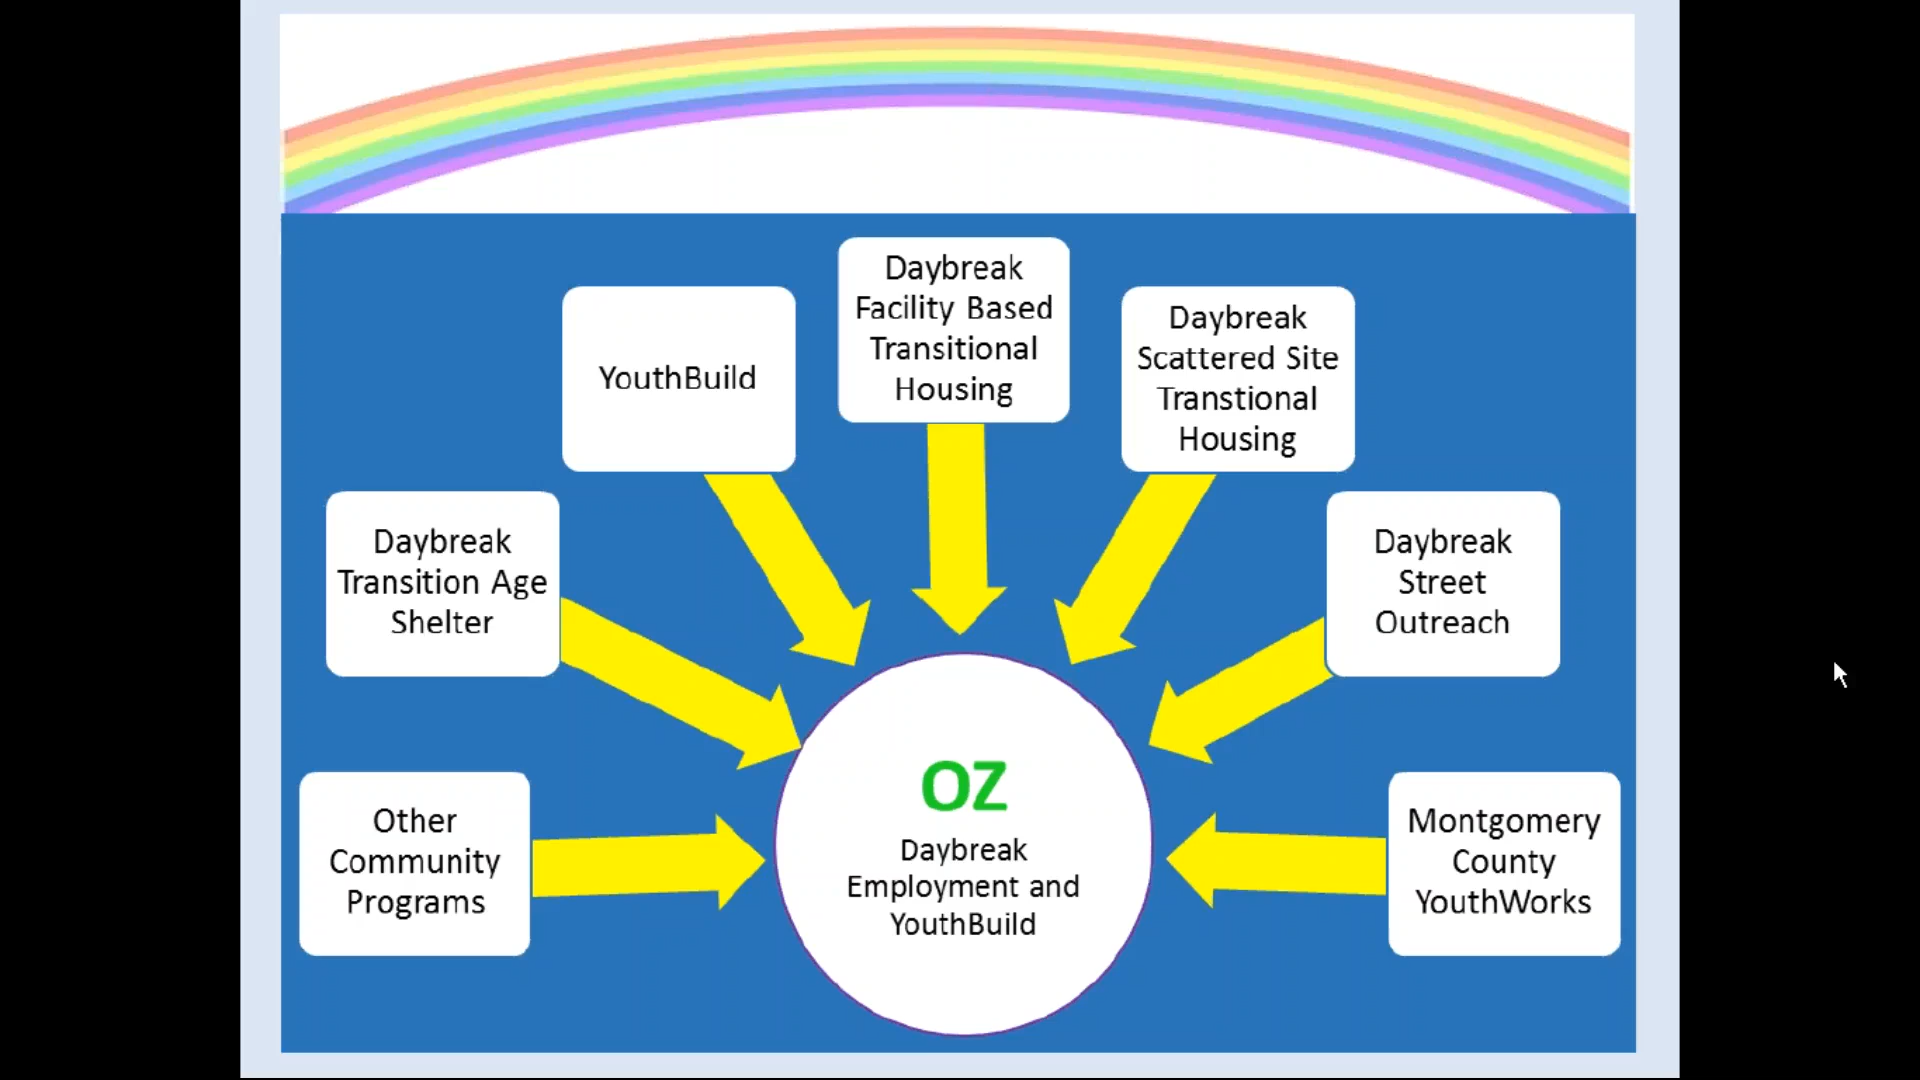 Daybreak
Facility Based
Transitional
Housing
YouthBuild
Daybreak
Scattered Site
Transtional
Housing
Daybreak
Transition Age
Shelter
Daybreak
Street
Outreach
Other
Community
Programs
OZ
Daybreak
Employment and
YouthBuild
Montgomery
County
YouthWorks